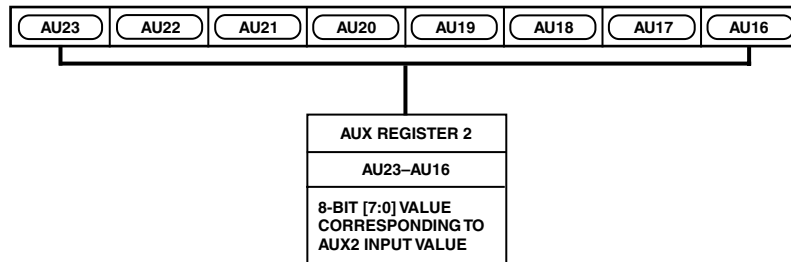 AU23 AU22 AU21 AU20 AU19 AU18 AU17 AU16
AUX REGISTER 2
AU23–AU16
8-BIT [7:0] VALUE
CORRESPONDING TO
AUX2 INPUT VALUE